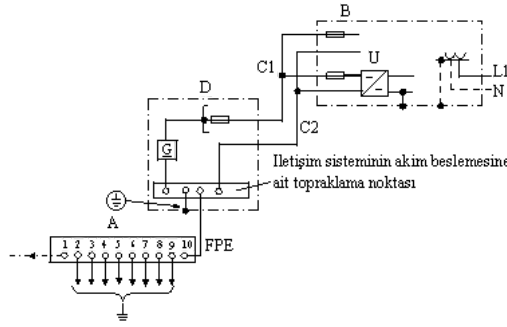 B
C1
U
L1
N
D
C2
G
Iletişim sisteminin akim beslemesine
ait topraklama noktası
A
FPE
1 2 3 4 5 6 7 8 9 10